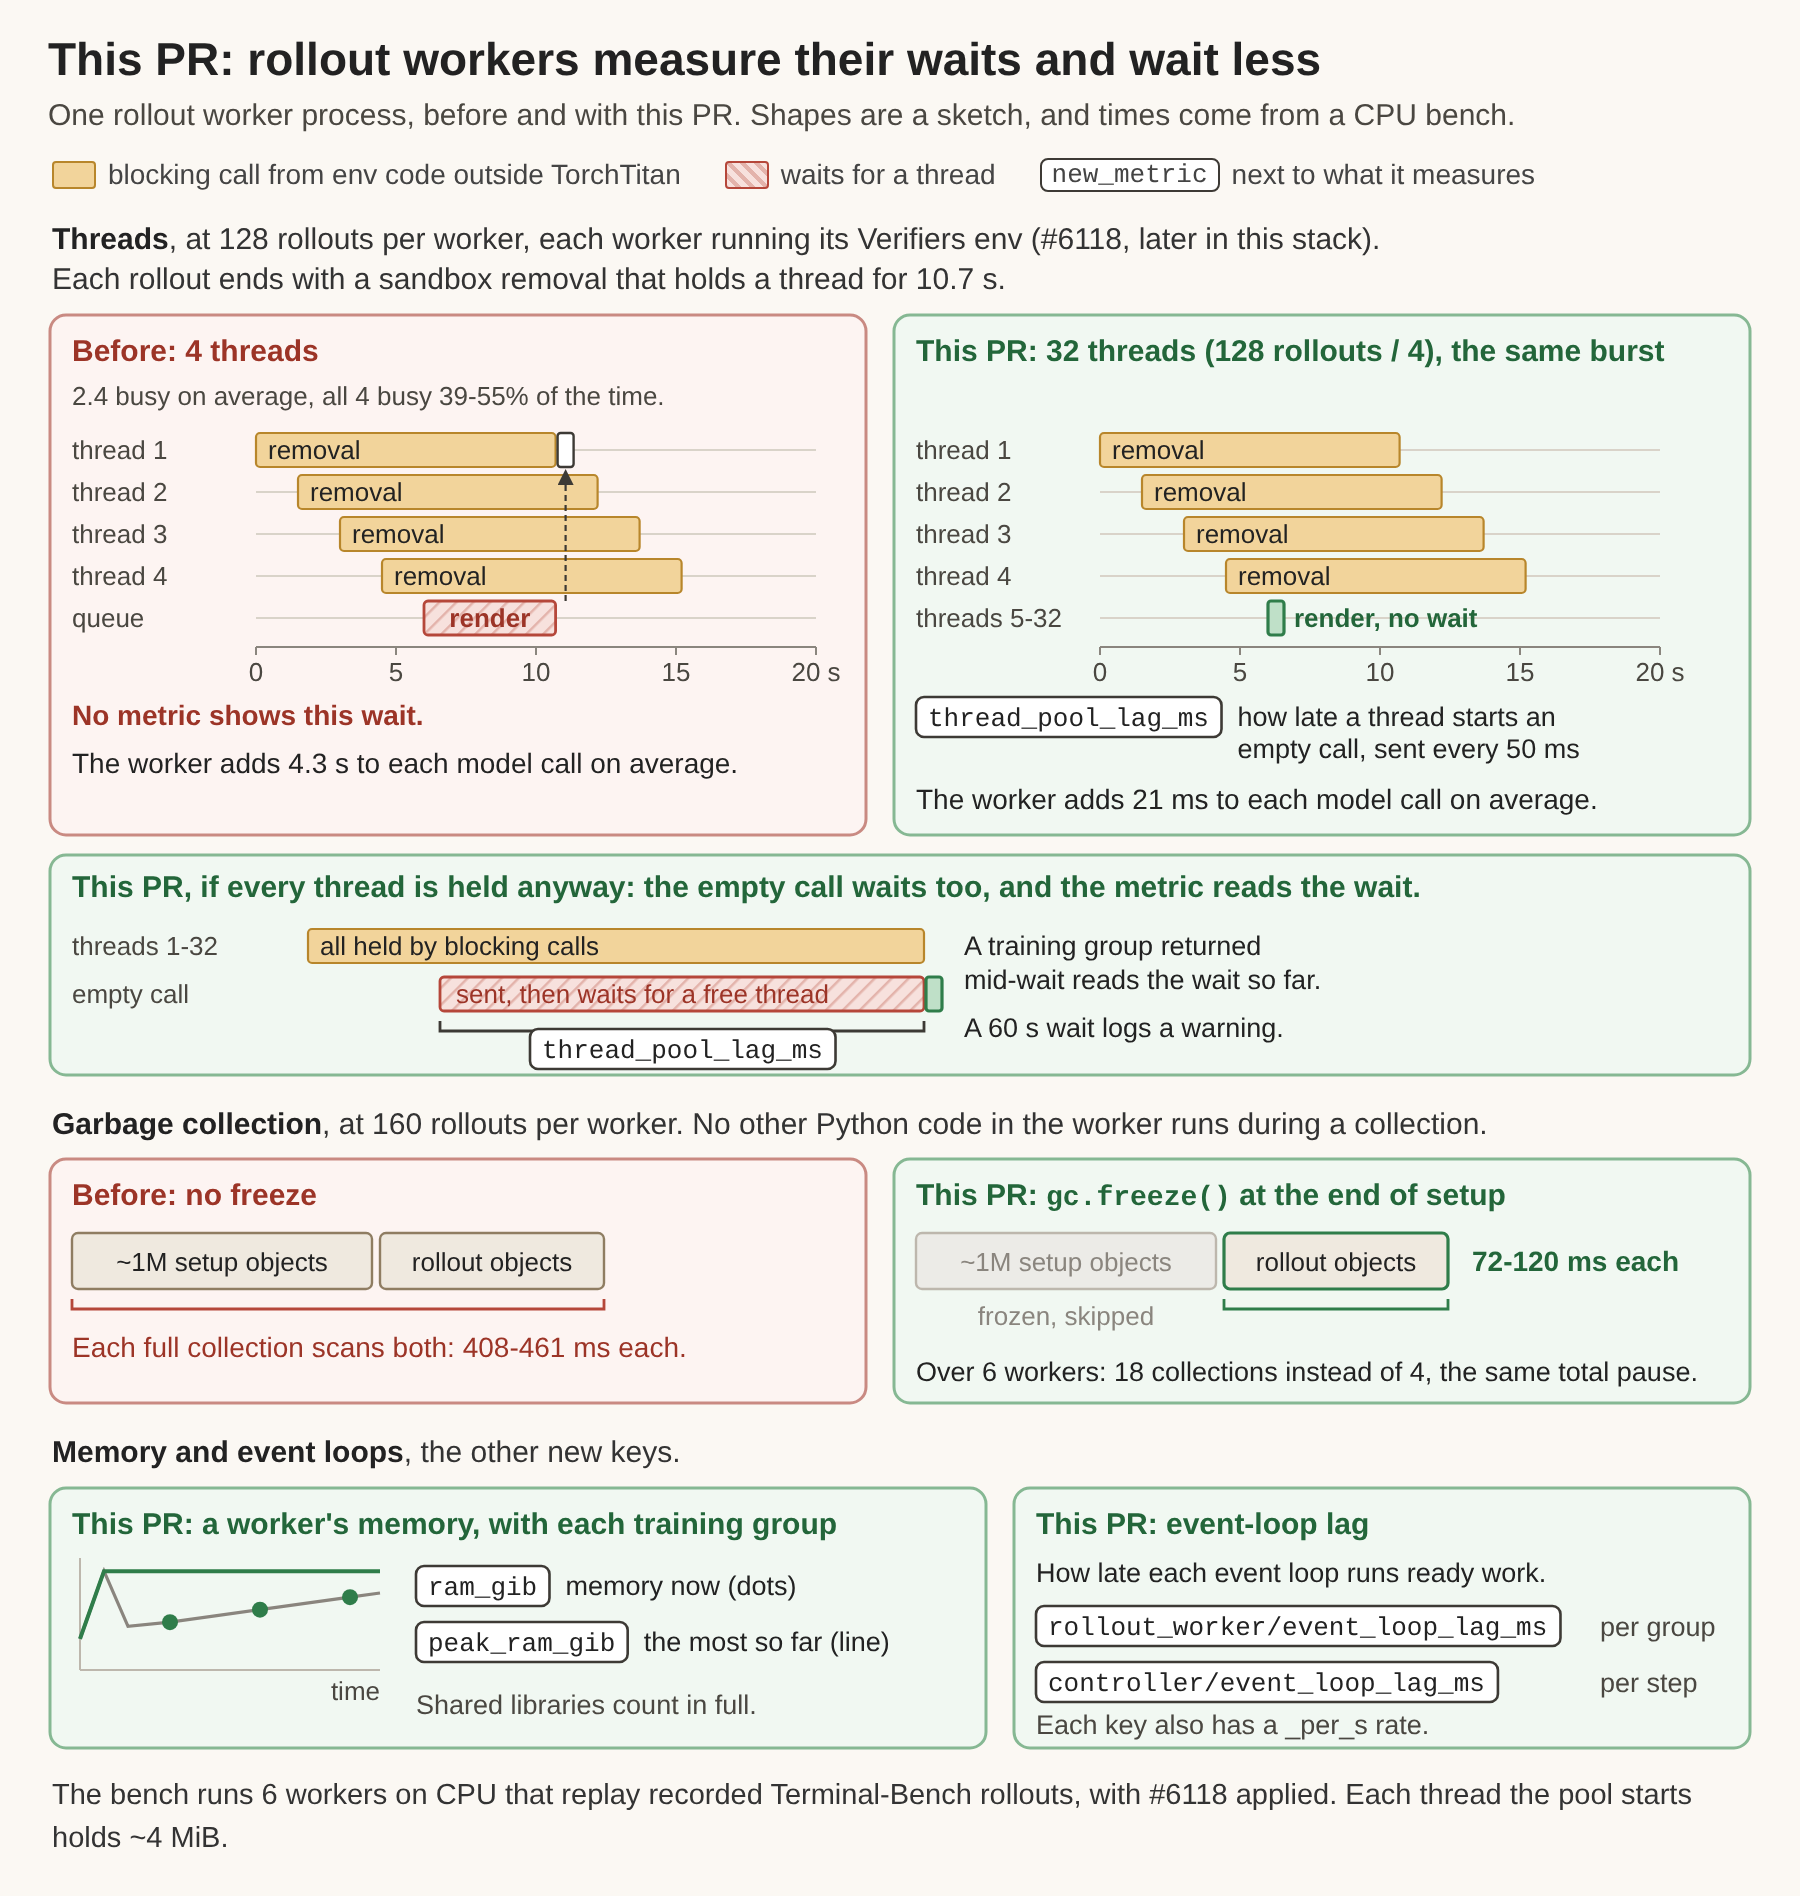 This PR: rollout workers measure their waits and wait less
One rollout worker process, before and with this PR. Shapes are a sketch, and times come from a CPU bench.
blocking call from env code outside TorchTitan
waits for a thread
new_metric next to what it measures
Threads, at 128 rollouts per worker, each worker running its Verifiers env (#6118, later in this stack).
Each rollout ends with a sandbox removal that holds a thread for 10.7 s.
Before: 4 threads
2.4 busy on average, all 4 busy 39-55% of the time.
thread 1 removal
thread 2 removal
thread 3 removal
thread 4 removal
queue render
0 5 10 15 20 s
No metric shows this wait.
The worker adds 4.3 s to each model call on average.
This PR: 32 threads (128 rollouts / 4), the same burst
thread 1 removal
thread 2 removal
thread 3 removal
thread 4 removal
threads 5-32 render, no wait
0 5 10 15 20 s
thread_pool_lag_ms how late a thread starts an
empty call, sent every 50 ms
The worker adds 21 ms to each model call on average.
This PR, if every thread is held anyway: the empty call waits too, and the metric reads the wait.
threads 1-32 all held by blocking calls
empty call sent, then waits for a free thread
thread_pool_lag_ms
A training group returned
mid-wait reads the wait so far.
A 60 s wait logs a warning.
Garbage collection, at 160 rollouts per worker. No other Python code in the worker runs during a collection.
Before: no freeze
~1M setup objects rollout objects
Each full collection scans both: 408-461 ms each.
This PR: gc.freeze() at the end of setup
~1M setup objects rollout objects 72-120 ms each
frozen, skipped
Over 6 workers: 18 collections instead of 4, the same total pause.
Memory and event loops, the other new keys.
This PR: a worker's memory, with each training group
time
ram_gib memory now (dots)
peak_ram_gib the most so far (line)
Shared libraries count in full.
This PR: event-loop lag
How late each event loop runs ready work.
rollout_worker/event_loop_lag_ms per group
controller/event_loop_lag_ms per step
Each key also has a _per_s rate.
The bench runs 6 workers on CPU that replay recorded Terminal-Bench rollouts, with #6118 applied. Each thread the pool starts
holds ~4 MiB.